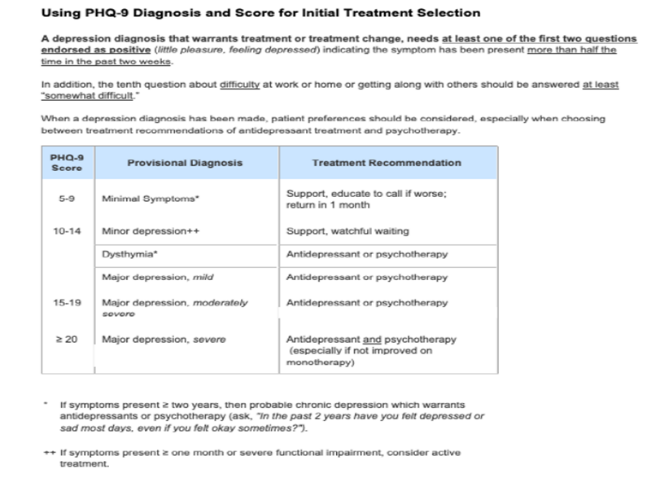 Using PHQ-9 Diagnosis and Score for Initial Treatment Selection
A depression diagnosis that warrants treatment or treatment change, needs at least one of the first two questions
endorsed as positive (little pleasure, feeling depressed) indicating the symptom has been present more than half the
time in the past two weeks.
In addition, the tenth question about difficulty at work or home or getting along with others should be answered at least
"somewhat difficult."
When a depression diagnosis has been made, patient preferences should be considered, especially when choosing
between treatment recommendations of antidepressant treatment and psychotherapy.
PHQ-9 Score Provisional Diagnosis Treatment Recommendation
5-9 Minimal Symptoms* Support, educate to call if worse;
return in 1 month
10-14 Minor depression++ Support, watchful waiting
Dysthymia* Antidepressant or psychotherapy
Major depression, mild Antidepressant or psychotherapy
15-19 Major depression, moderately severe Antidepressant or psychotherapy
≥ 20 Major depression, severe Antidepressant and psychotherapy
(especially if not improved on
monotherapy)
* If symptoms present ≥ two years, then probable chronic depression which warrants
antidepressants or psychotherapy (ask, "In the past 2 years have you felt depressed or
sad most days, even if you felt okay sometimes?").
++ If symptoms present ≥ one month or severe functional impairment, consider active
treatment.